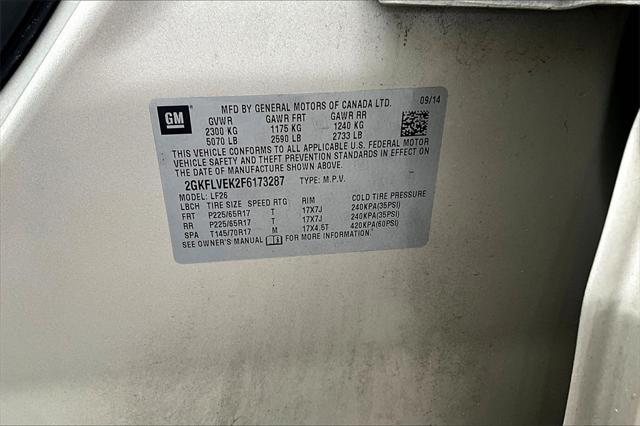 GM
MFD BY GENERAL MOTORS OF CANADA LTD. 09/14
GVWR GAWR FRT GAWR RR
2300 KG 1175 KG 1240 KG
5070 LB 2590 LB 2733 LB
THIS VEHICLE CONFORMS TO ALL APPLICABLE U.S. FEDERAL MOTOR
VEHICLE SAFETY AND THEFT PREVENTION STANDARDS IN EFFECT ON
THE DATE OF MANUFACTURE SHOWN ABOVE.
2GKFLVEK2F6173287 TYPE: M.P.V.
MODEL: LF26
LBCH TIRE SIZE SPEED RTG RIM COLD TIRE PRESSURE
FRT P225/65R17 T 17X7J 240KPA(35PSI)
RR P225/65R17 T 17X7J 240KPA(35PSI)
SPA T145/70R17 M 17X4.5T 420KPA(60PSI)
SEE OWNER'S MANUAL FOR MORE INFORMATION.